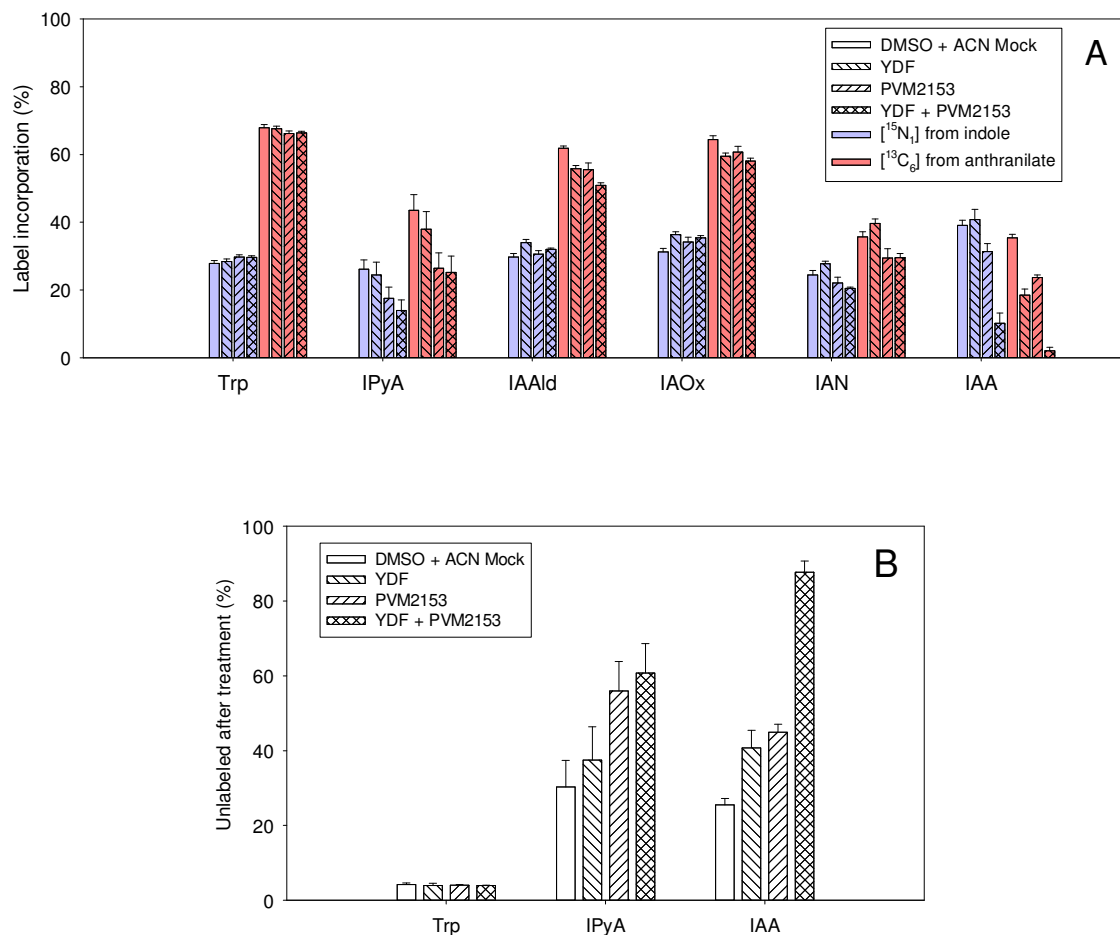 A
Label incorporation (%)
100
80
60
40
20
0
DMSO + ACN Mock
YDF
PVM2153
YDF + PVM2153
[¹⁵N₁] from indole
[¹³C₆] from anthranilate
Trp IPyA IAAld IAOx IAN IAA
B
Unlabeled after treatment (%)
100
80
60
40
20
0
DMSO + ACN Mock
YDF
PVM2153
YDF + PVM2153
Trp IPyA IAA